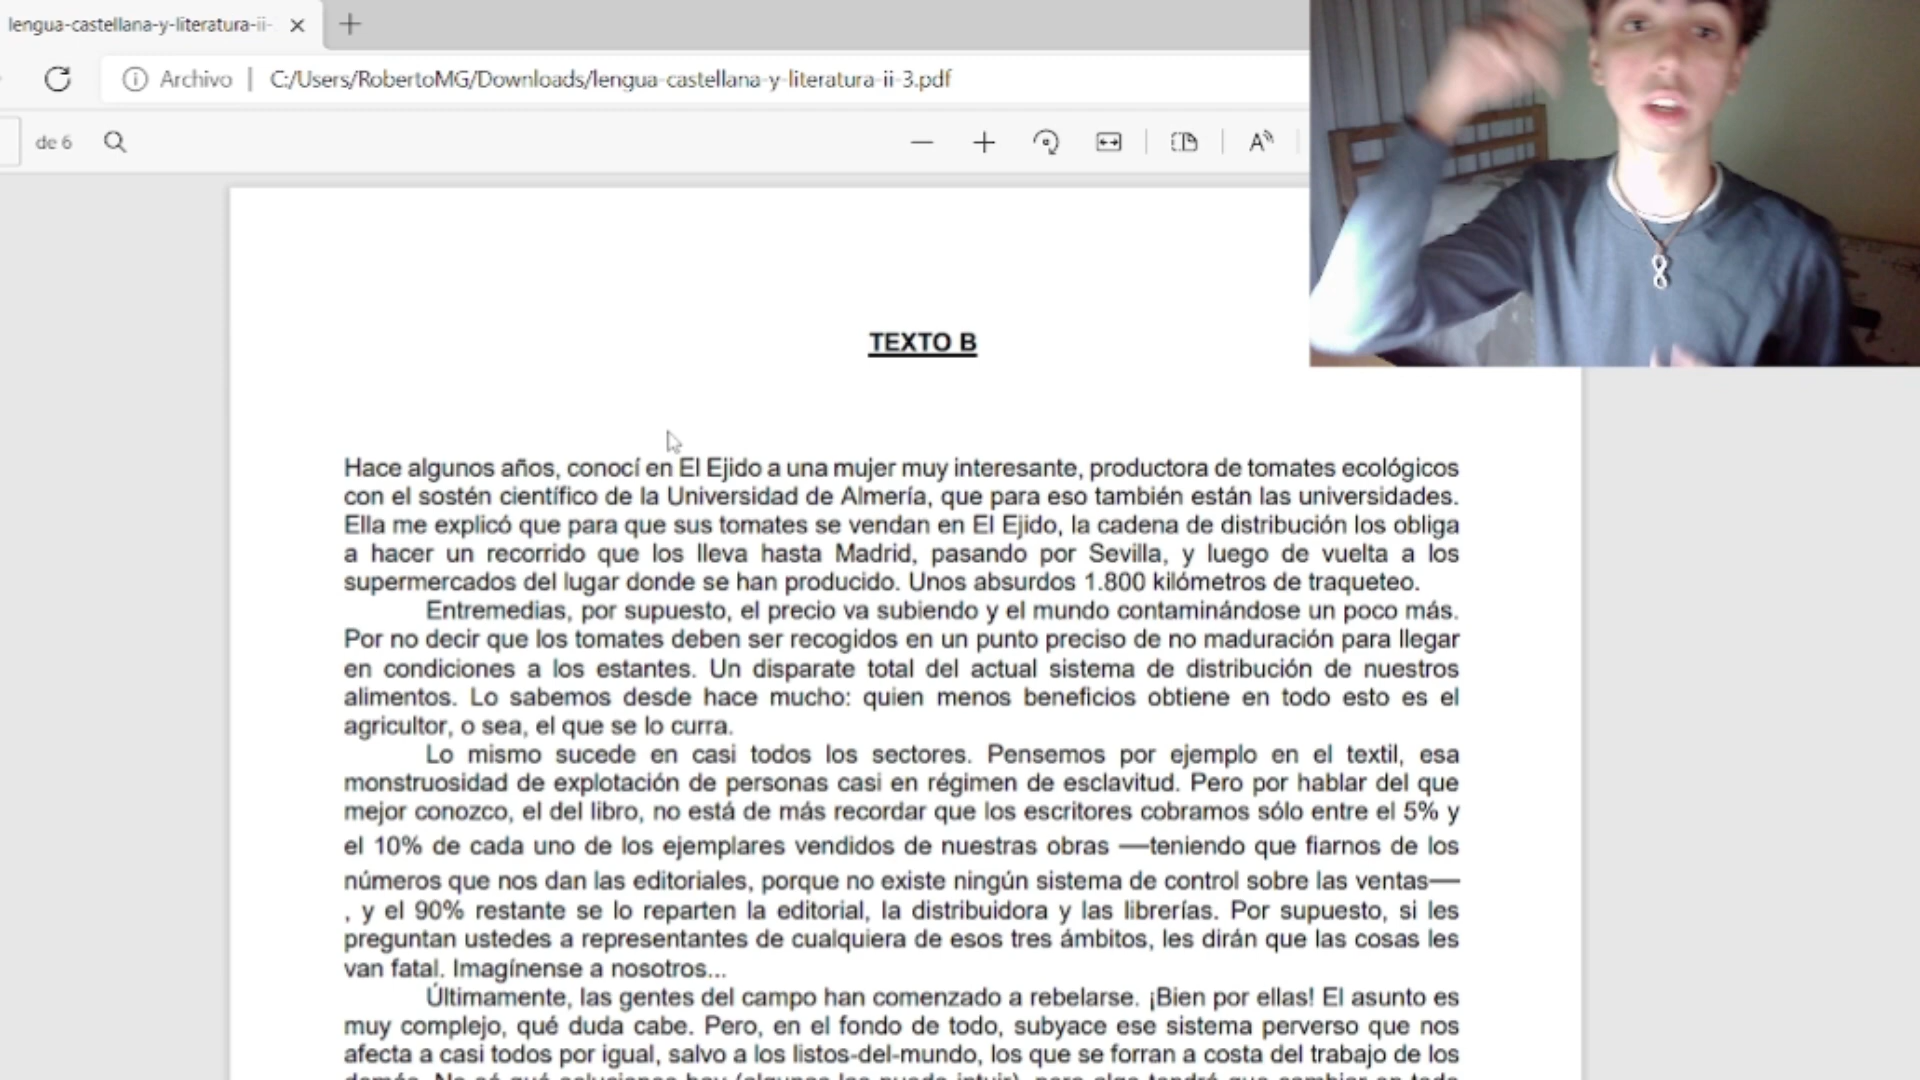 lengua-castellana-y-literatura-ii-
Archivo | C:/Users/RobertoMG/Downloads/lengua-castellana-y-literatura-ii-3.pdf
de 6
TEXTO B
Hace algunos años, conocí en El Ejido a una mujer muy interesante, productora de tomates ecológicos
con el sostén científico de la Universidad de Almería, que para eso también están las universidades.
Ella me explicó que para que sus tomates se vendan en El Ejido, la cadena de distribución los obliga
a hacer un recorrido que los lleva hasta Madrid, pasando por Sevilla, y luego de vuelta a los
supermercados del lugar donde se han producido. Unos absurdos 1.800 kilómetros de traqueteo.
Entremedias, por supuesto, el precio va subiendo y el mundo contaminándose un poco más.
Por no decir que los tomates deben ser recogidos en un punto preciso de no maduración para llegar
en condiciones a los estantes. Un disparate total del actual sistema de distribución de nuestros
alimentos. Lo sabemos desde hace mucho: quien menos beneficios obtiene en todo esto es el
agricultor, o sea, el que se lo curra.
Lo mismo sucede en casi todos los sectores. Pensemos por ejemplo en el textil, esa
monstruosidad de explotación de personas casi en régimen de esclavitud. Pero por hablar del que
mejor conozco, el del libro, no está de más recordar que los escritores cobramos sólo entre el 5% y
el 10% de cada uno de los ejemplares vendidos de nuestras obras —teniendo que fiarnos de los
números que nos dan las editoriales, porque no existe ningún sistema de control sobre las ventas—
, y el 90% restante se lo reparten la editorial, la distribuidora y las librerías. Por supuesto, si les
preguntan ustedes a representantes de cualquiera de esos tres ámbitos, les dirán que las cosas les
van fatal. Imagínense a nosotros...
Últimamente, las gentes del campo han comenzado a rebelarse. ¡Bien por ellas! El asunto es
muy complejo, qué duda cabe. Pero, en el fondo de todo, subyace ese sistema perverso que nos
afecta a casi todos por igual, salvo a los listos-del-mundo, los que se forran a costa del trabajo de los